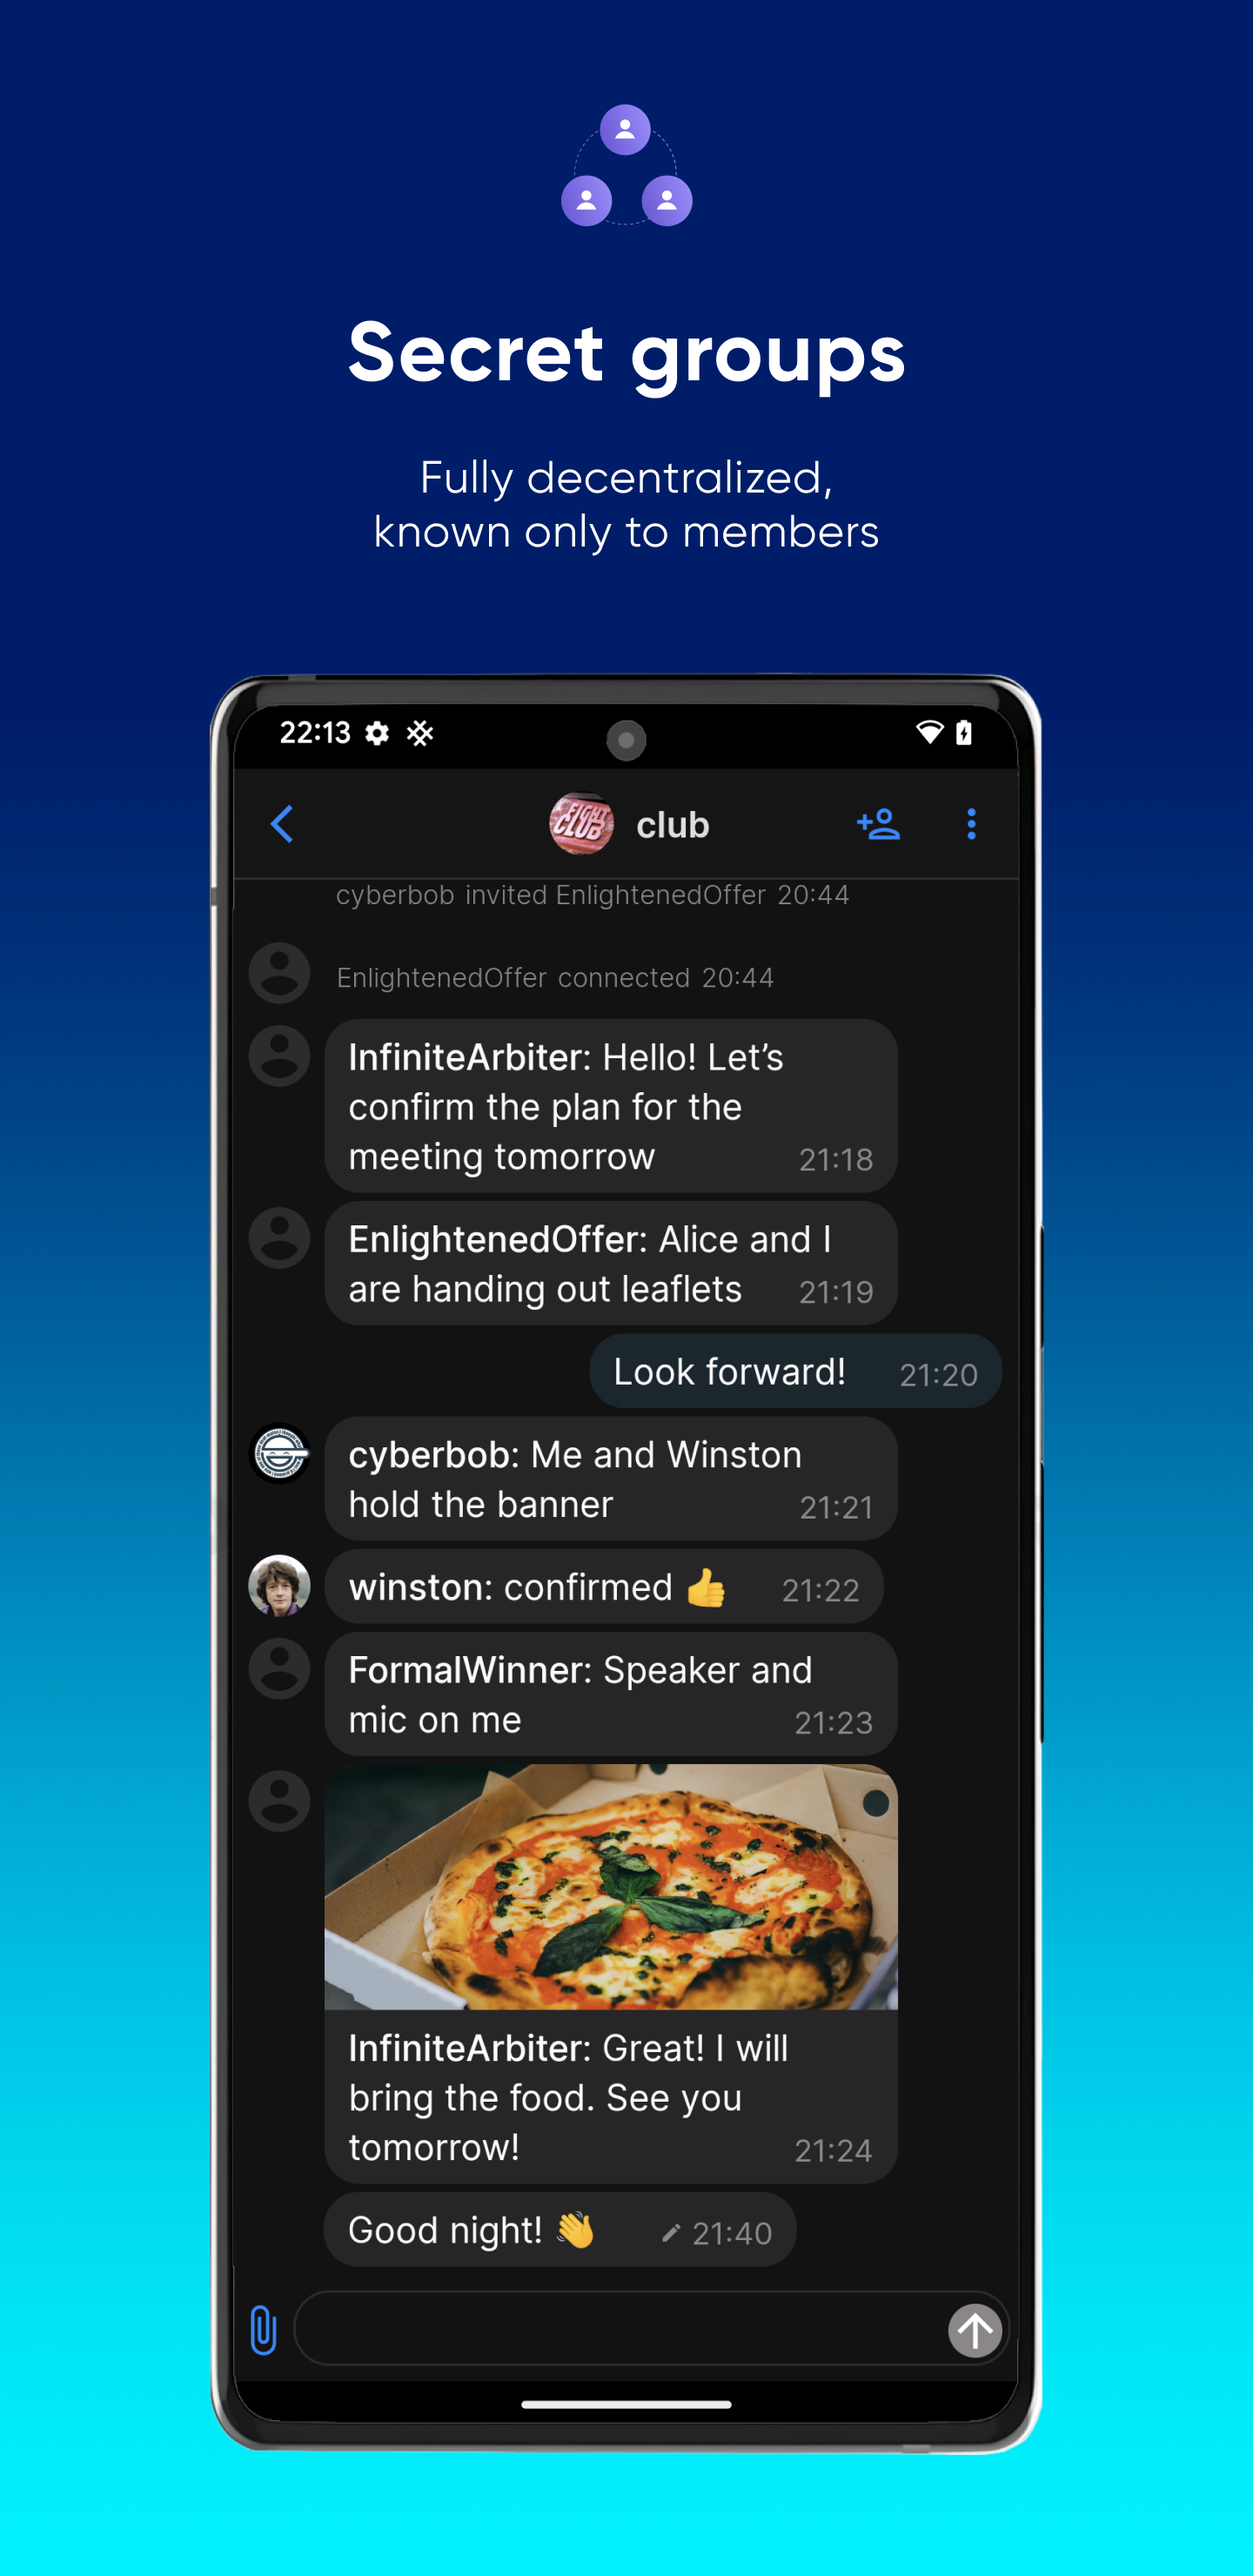 Secret groups
Fully decentralized,
known only to members
22:13
FIGHT
CLUB
club
cyberbob invited EnlightenedOffer 20:44
EnlightenedOffer connected 20:44
InfiniteArbiter: Hello! Let’s
confirm the plan for the
meeting tomorrow 21:18
EnlightenedOffer: Alice and I
are handing out leaflets 21:19
Look forward! 21:20
cyberbob: Me and Winston
hold the banner 21:21
winston: confirmed 👍 21:22
FormalWinner: Speaker and
mic on me 21:23
InfiniteArbiter: Great! I will
bring the food. See you
tomorrow! 21:24
Good night! 👋 21:40